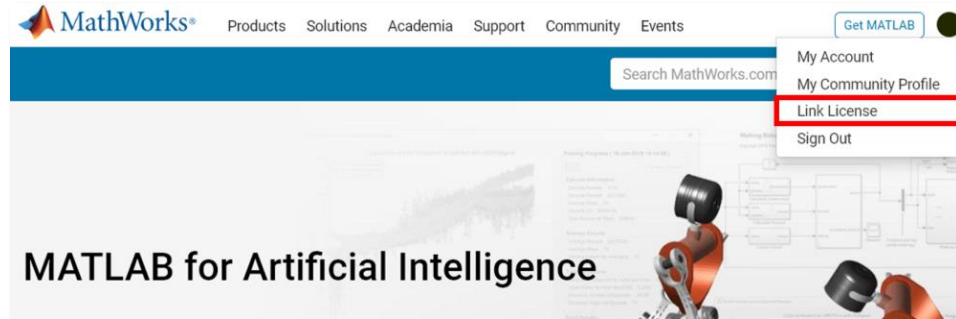 MathWorks®
Products Solutions Academia Support Community Events
Get MATLAB
My Account
Search MathWorks.com
My Community Profile
Link License
Sign Out
MATLAB for Artificial Intelligence